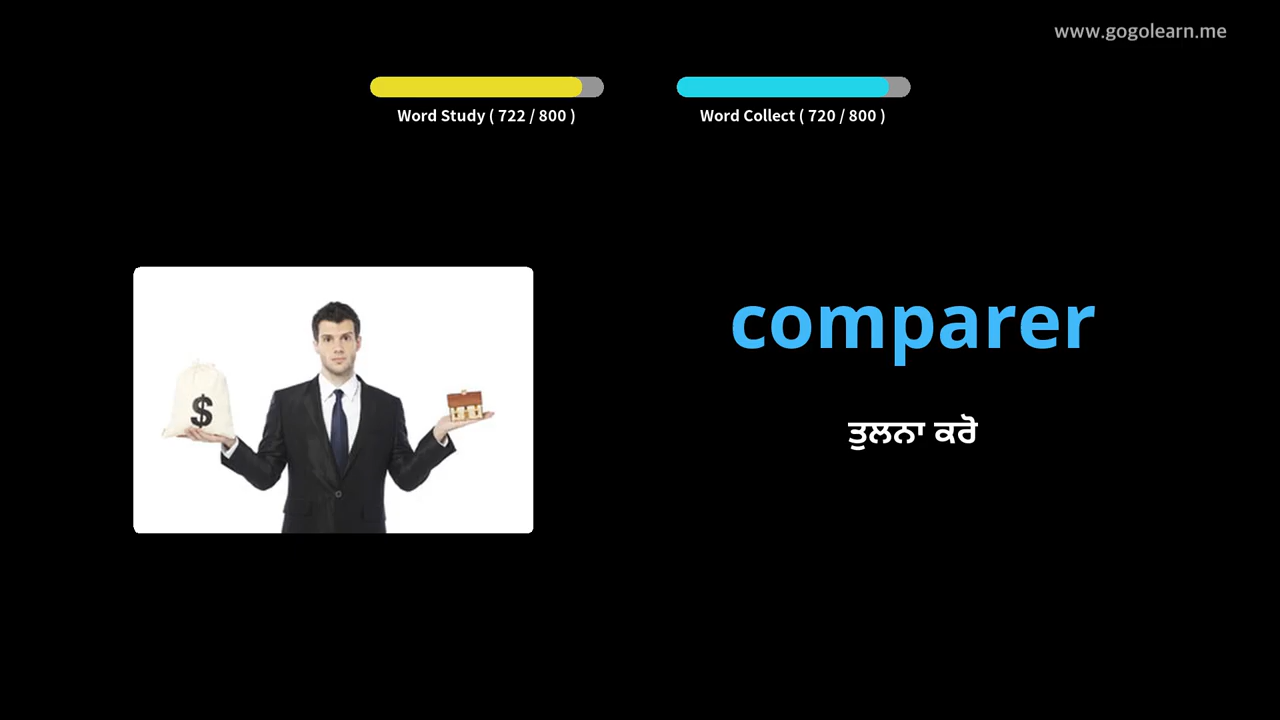 www.gogolearn.me
Word Study ( 722 / 800 )
Word Collect ( 720 / 800 )
$
comparer
ਤੁਲਨਾ ਕਰੋ